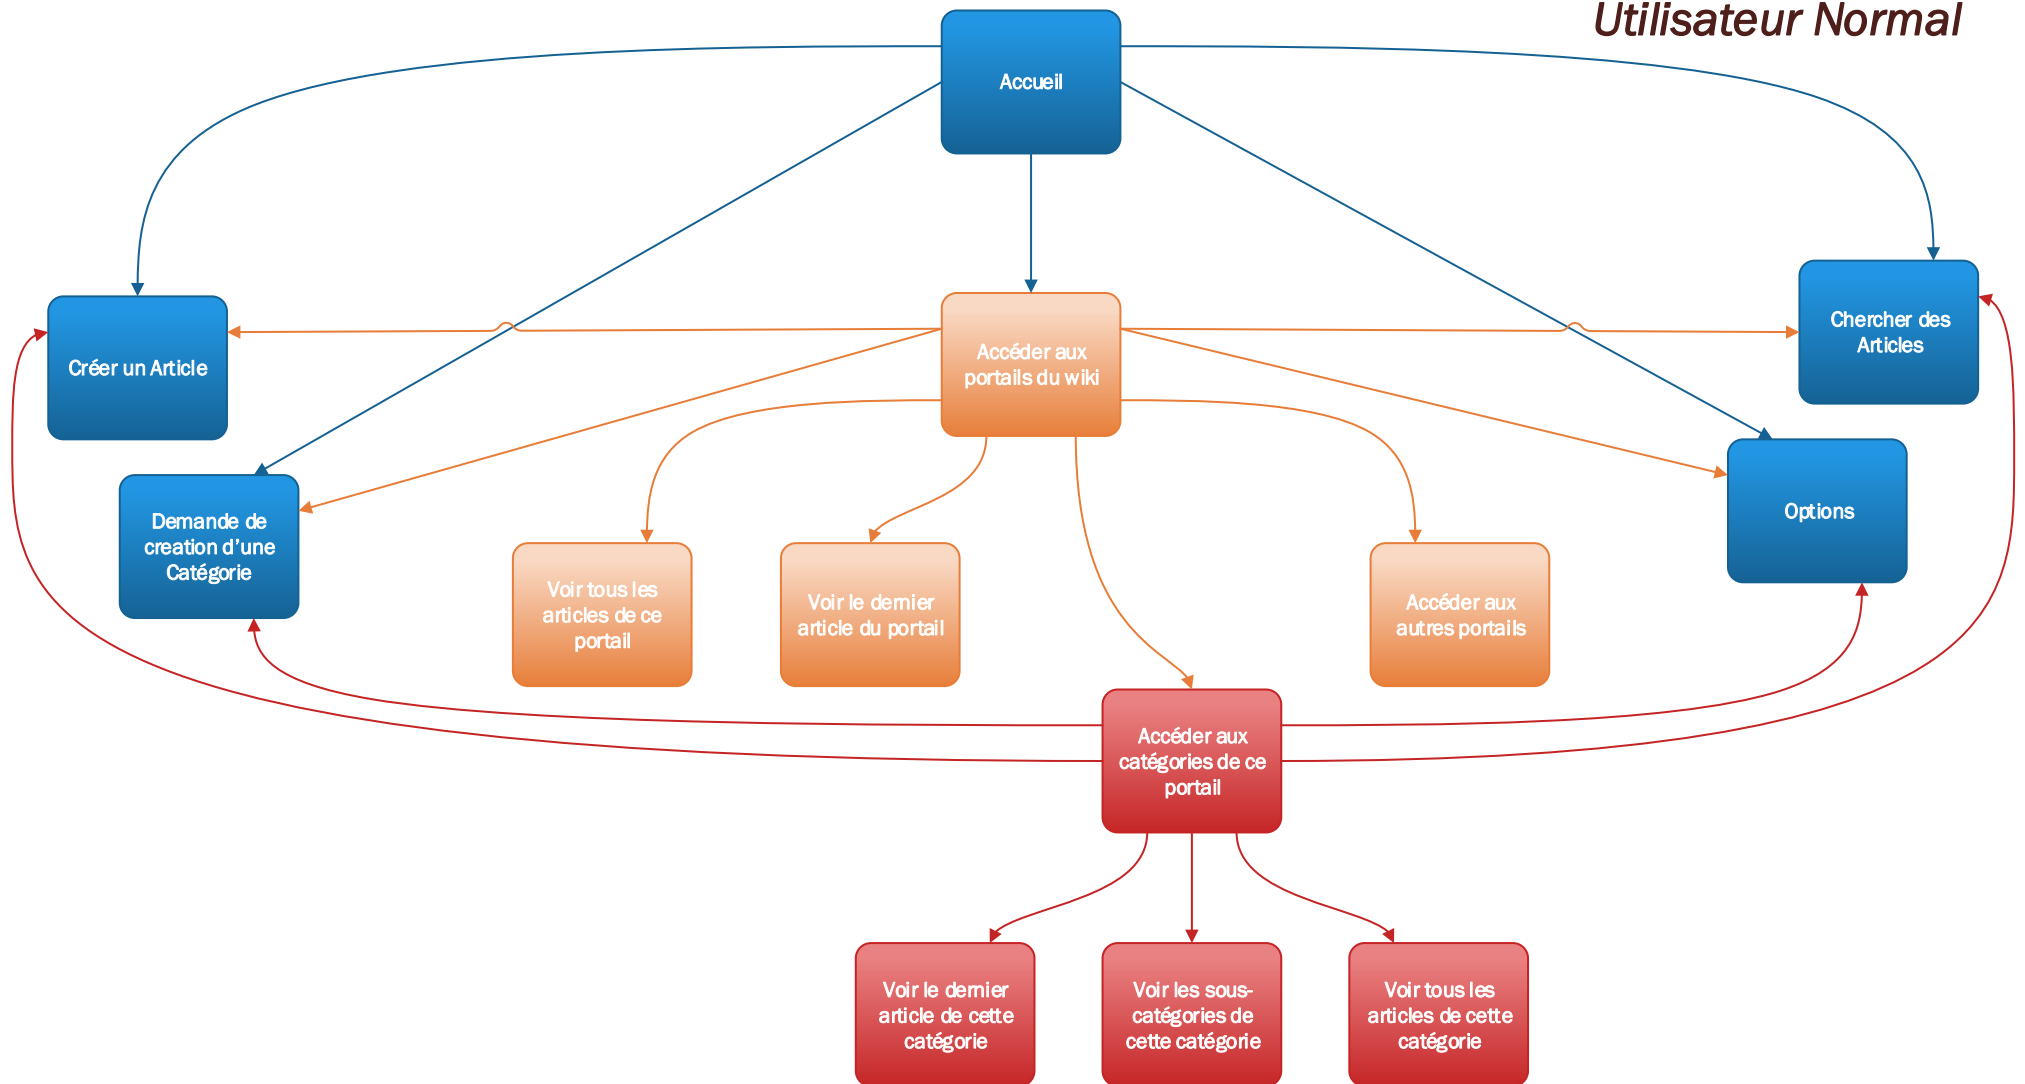 Utilisateur Normal
Accueil
Créer un Article
Accéder aux
portails du wiki
Chercher des
Articles
Demande de
creation d’une
Catégorie
Options
Voir tous les
articles de ce
portail
Voir le dernier
article du portail
Accéder aux
autres portails
Accéder aux
catégories de ce
portail
Voir le dernier
article de cette
catégorie
Voir les sous-
catégories de
cette catégorie
Voir tous les
articles de cette
catégorie